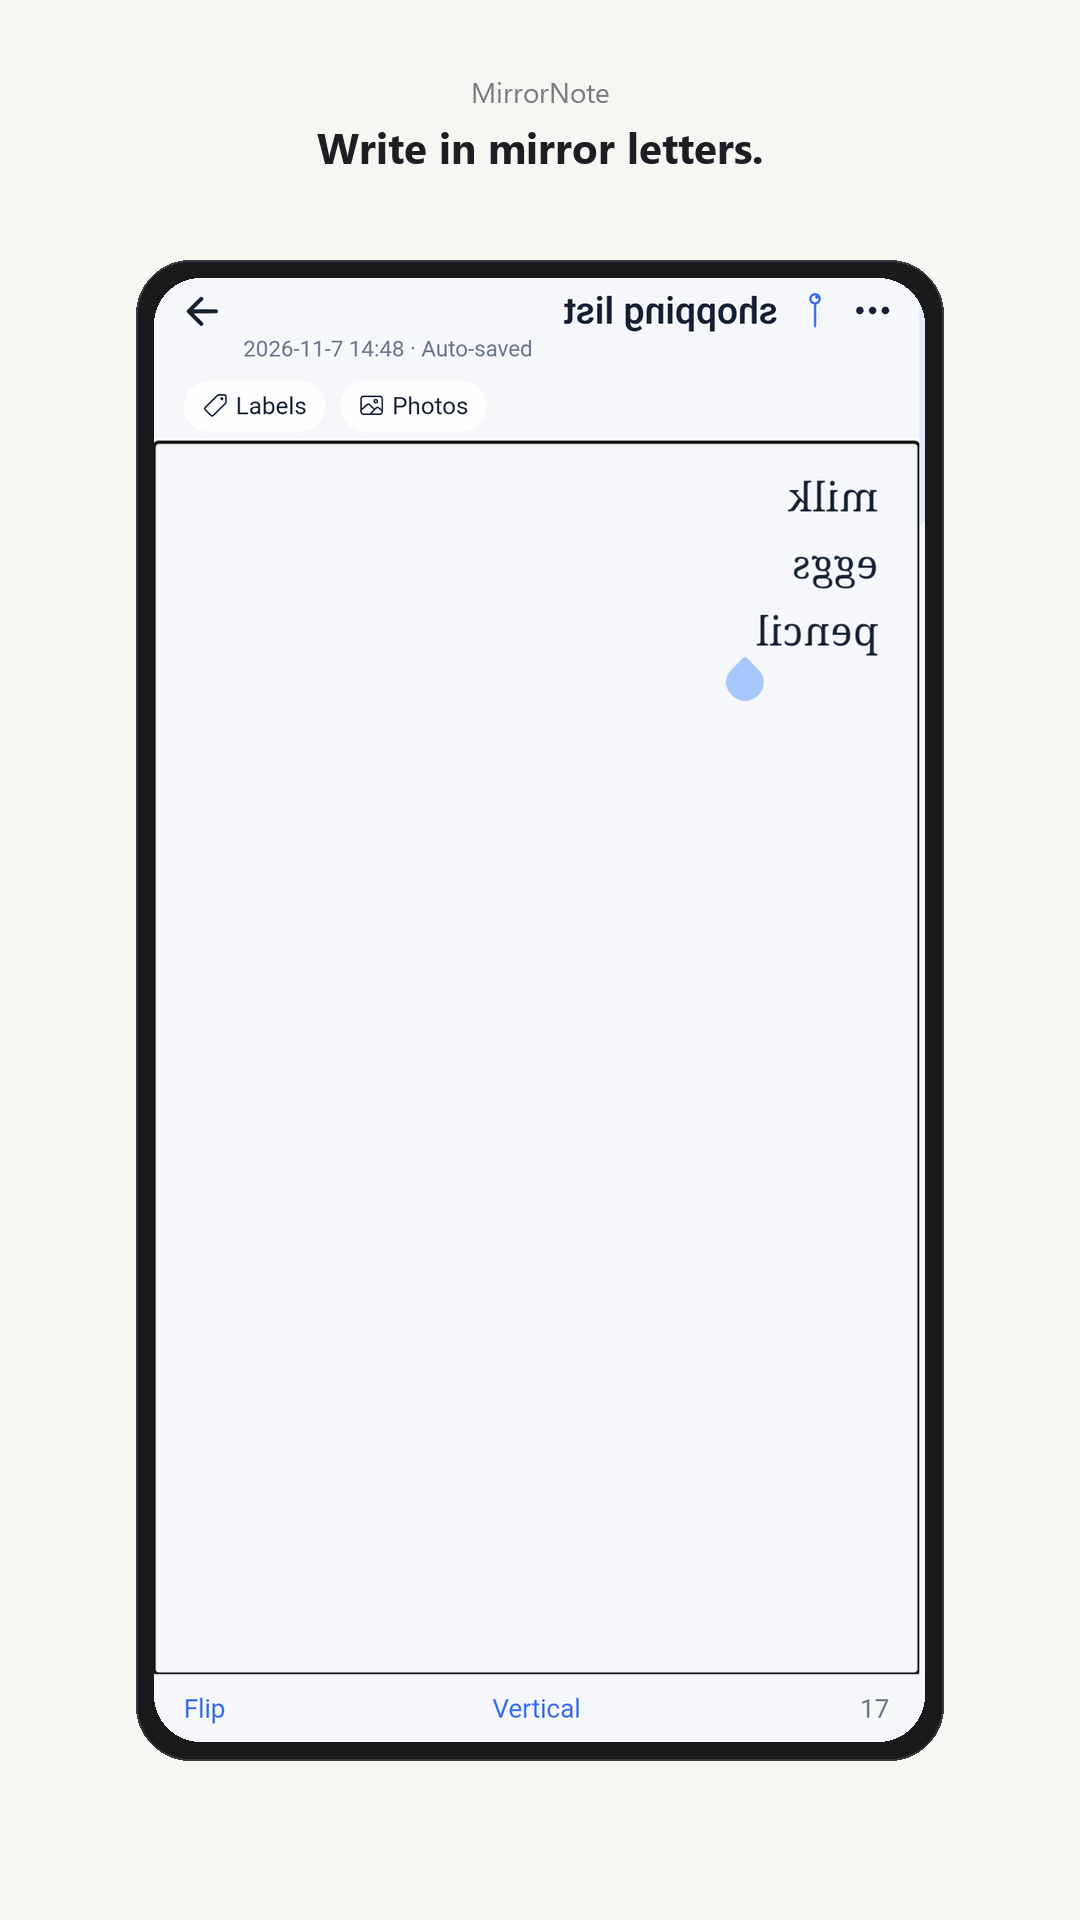 MirrorNote
Write in mirror letters.
shopping list
2026-11-7 14:48 · Auto-saved
Labels
Photos
milk
eggs
pencil
Flip
Vertical
17